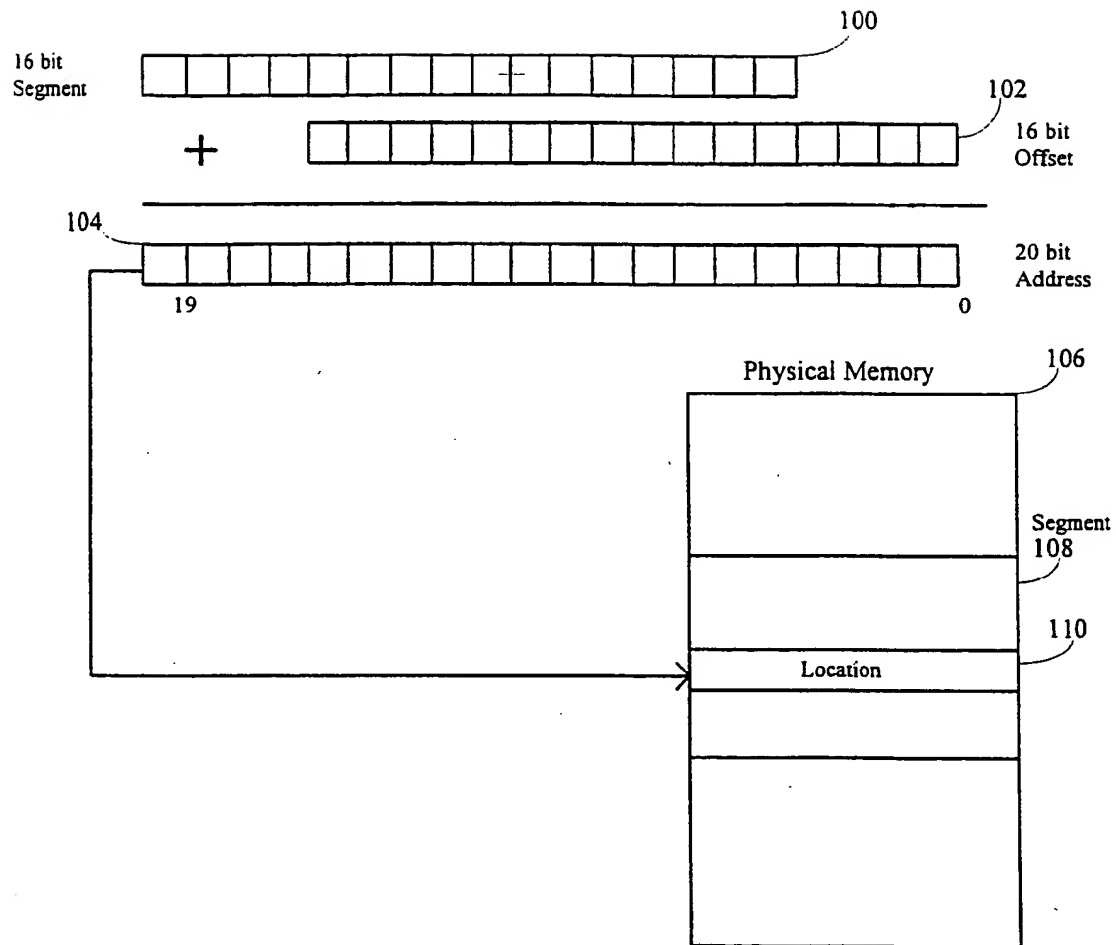 100
16 bit
Segment
102
+
16 bit
Offset
104
20 bit
Address
19
0
Physical Memory
106
Segment
108
110
Location